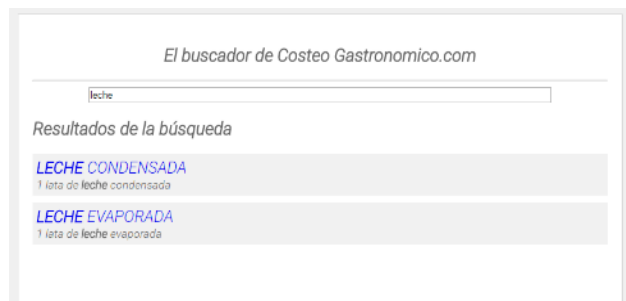 El buscador de Costeo Gastronomico.com
leche
Resultados de la búsqueda
LECHE CONDENSADA
1 lata de leche condensada
LECHE EVAPORADA
1 lata de leche evaporada